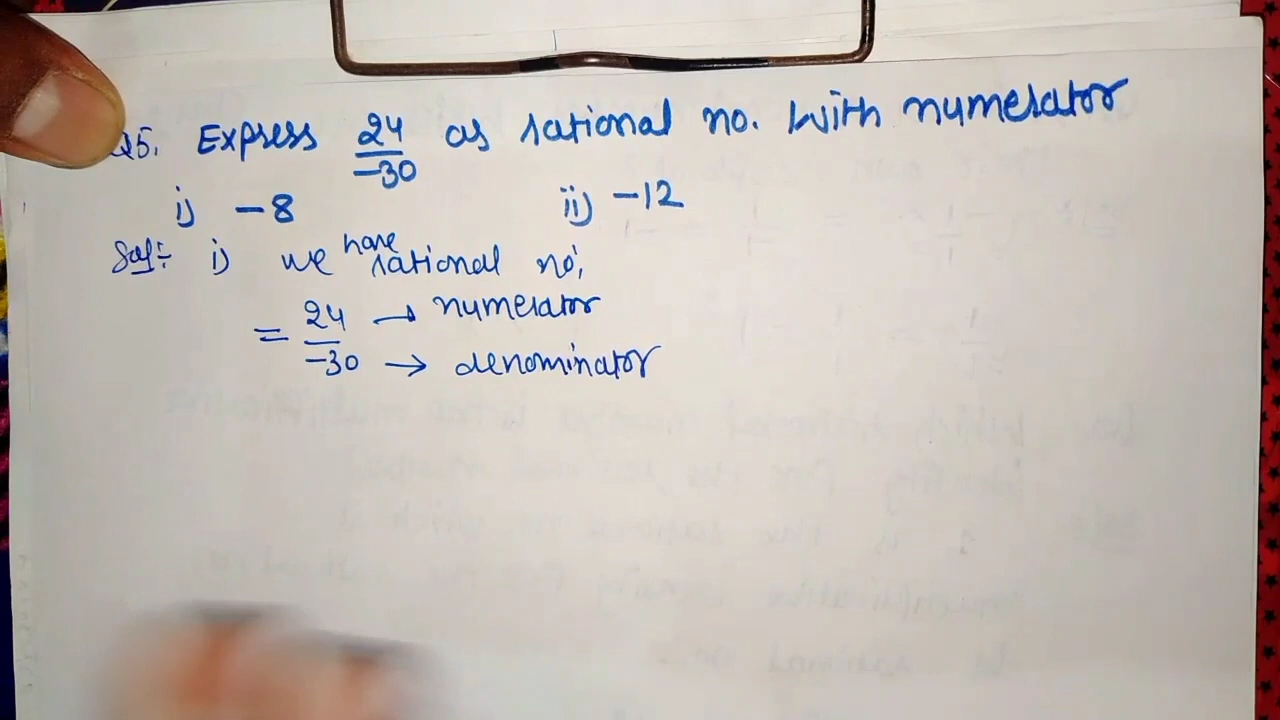 Q5. Express 24/-30 as rational no. with numerator
i) -8 ii) -12
Sol:- i) we have rational no,
= 24/-30 → numerator
→ denominator